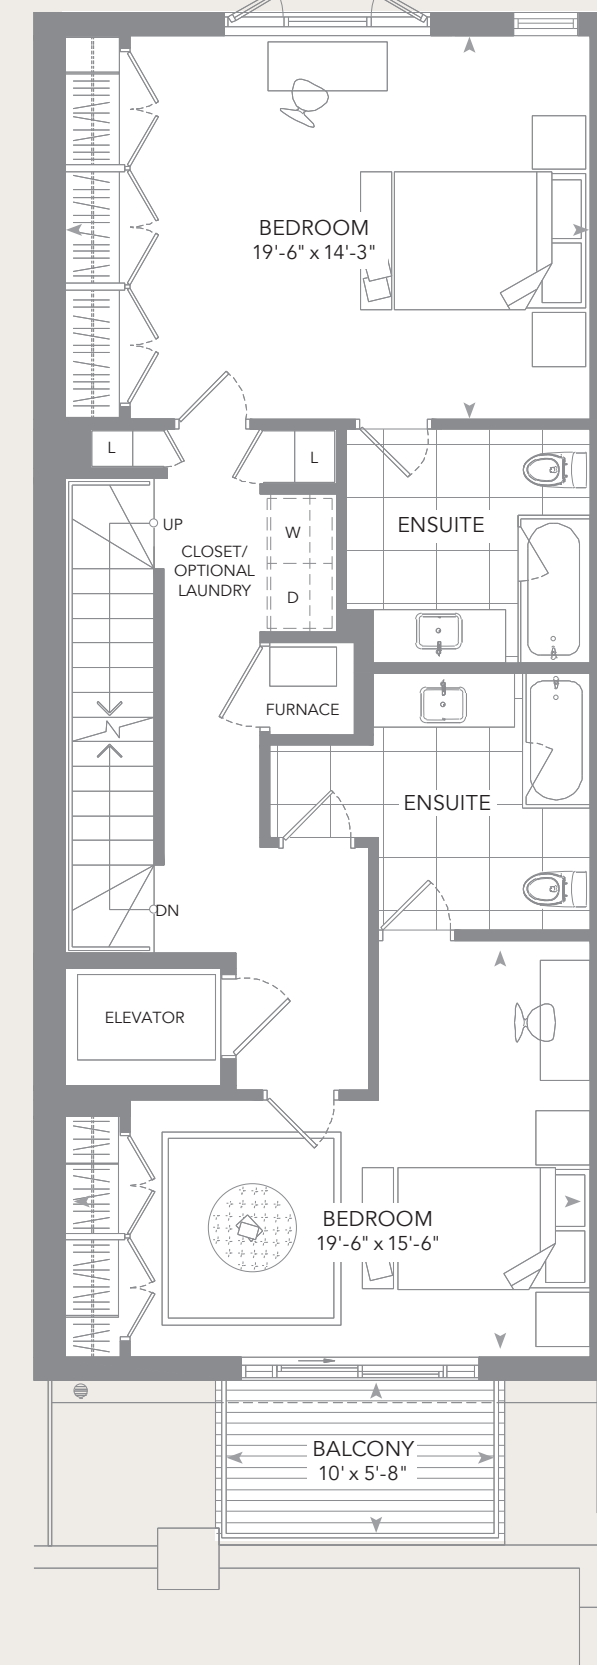 BEDROOM
19'-6" x 14'-3"
L
L
UP
CLOSET/
OPTIONAL
LAUNDRY
W
D
ENSUITE
FURNACE
ENSUITE
DN
ELEVATOR
BEDROOM
19'-6" x 15'-6"
BALCONY
10' x 5'-8"